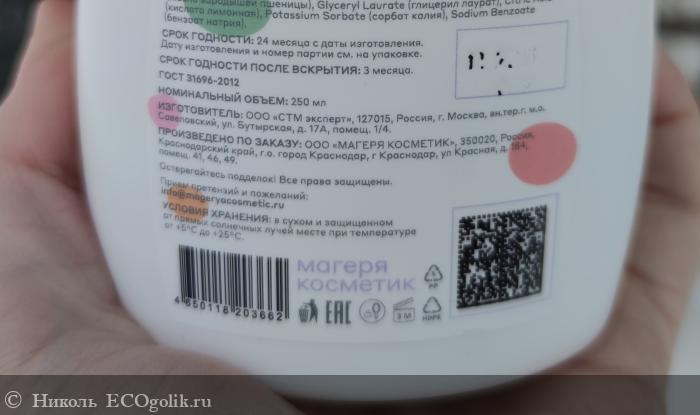 зародышей пшеницы), Glyceryl Laurate (глицерил лаурат),
(кислота лимонная), Potassium Sorbate (сорбат калия), Sodium Benzoate
(бензоат натрия).
СРОК ГОДНОСТИ: 24 месяца с даты изготовления.
Дату изготовления и номер партии см. на упаковке.
СРОК ГОДНОСТИ ПОСЛЕ ВСКРЫТИЯ: 3 месяца.
ГОСТ 31696-2012
НОМИНАЛЬНЫЙ ОБЪЕМ: 250 мл
ИЗГОТОВИТЕЛЬ: ООО «СТМ эксперт», 127015, Россия, г. Москва, вн.тер.г. м.о.
Савеловский, ул. Бутырская, д. 17А, помещ. 1/4.
ПРОИЗВЕДЕНО ПО ЗАКАЗУ: ООО «МАГЕРЯ КОСМЕТИК», 350020, Россия,
Краснодарский край, г.о. город Краснодар, г Краснодар, ул Красная, д. 184,
помещ. 41, 46, 49.
Остерегайтесь подделок! Все права защищены.
Прием претензий и пожеланий:
info@mageryacosmetic.ru
УСЛОВИЯ ХРАНЕНИЯ: в сухом и защищенном
от прямых солнечных лучей месте при температуре
от +5°C до +25°C.
магеря
косметик
PP
4 650118 203662
EAC
3 M
HDPE
© Николь ECOgolik.ru